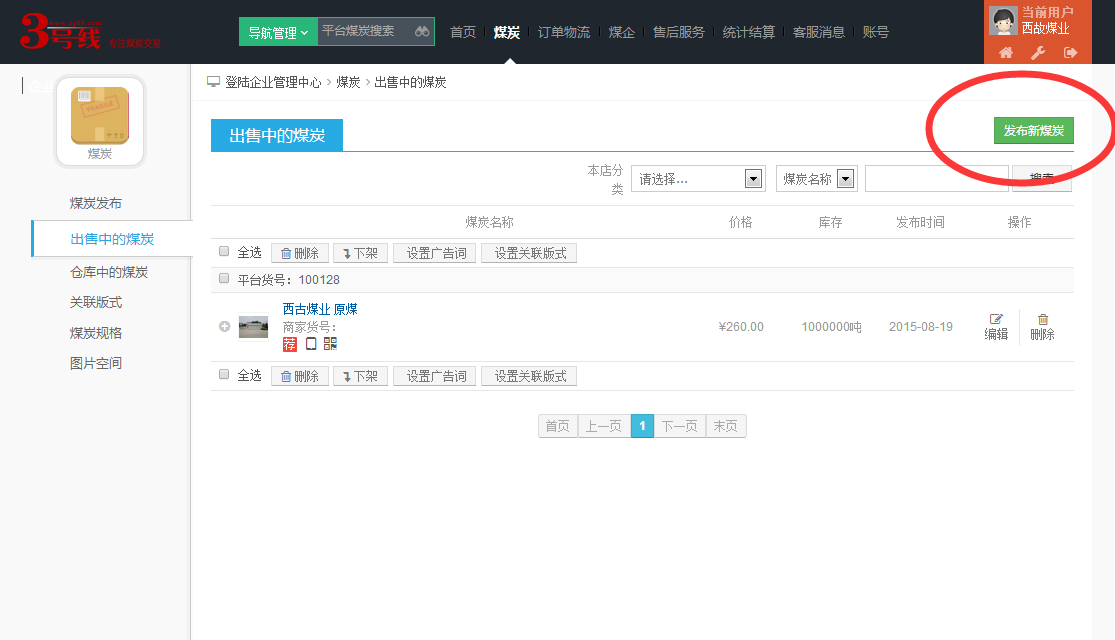 3号线 专注煤炭交易
导航管理 平台煤炭搜索 首页 煤炭 订单物流 煤企 售后服务 统计结算 客服消息 账号
当前用户
西故煤业
登陆企业管理中心 › 煤炭 › 出售中的煤炭
煤炭
煤炭发布
出售中的煤炭
仓库中的煤炭
关联版式
煤炭规格
图片空间
出售中的煤炭 发布新煤炭
本店分类 请选择... 煤炭名称 搜索
煤炭名称 价格 库存 发布时间 操作
全选 删除 下架 设置广告词 设置关联版式
平台货号：100128
西古煤业 原煤
商家货号：
荐
¥260.00 1000000吨 2015-08-19 编辑 删除
全选 删除 下架 设置广告词 设置关联版式
首页 上一页 1 下一页 末页